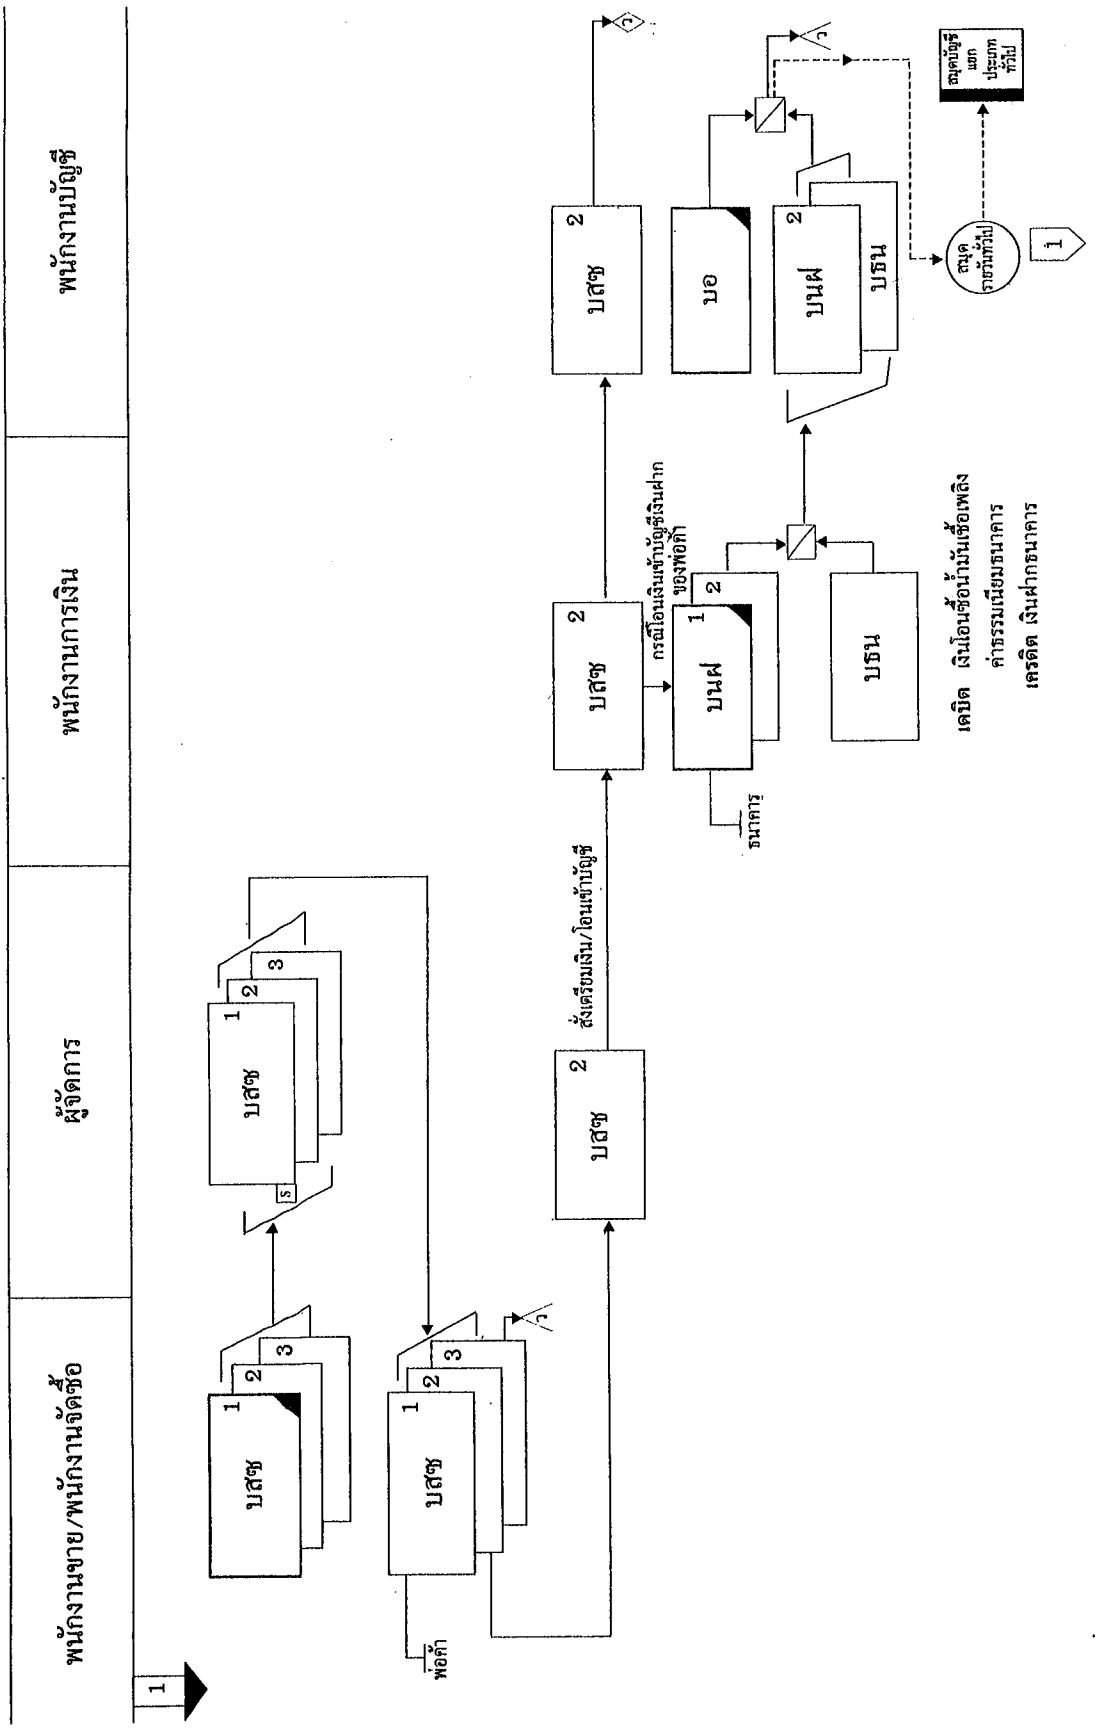 พนักงานขาย/พนักงานจัดซื้อ
ผู้จัดการ
พนักงานการเงิน
พนักงานบัญชี
1
บสซ
1
2
3
บสซ
1
2
3
S
บสซ
1
2
3
พ่อค้า
ว
บสซ
2
สั่งเตรียมเงิน/โอนเข้าบัญชี
บสซ
2
บสซ
2
ว
กรณีโอนเงินเข้าบัญชีเงินฝาก
ของพ่อค้า
บนฝ
1
2
ธนาคาร
บธน
บอ
บนฝ
2
บธน
ว
สมุด
รายวันทั่วไป
สมุดบัญชี
แยก
ประเภท
ทั่วไป
1
เดบิต เงินโอนซื้อน้ำมันเชื้อเพลิง
ค่าธรรมเนียมธนาคาร
เครดิต เงินฝากธนาคาร